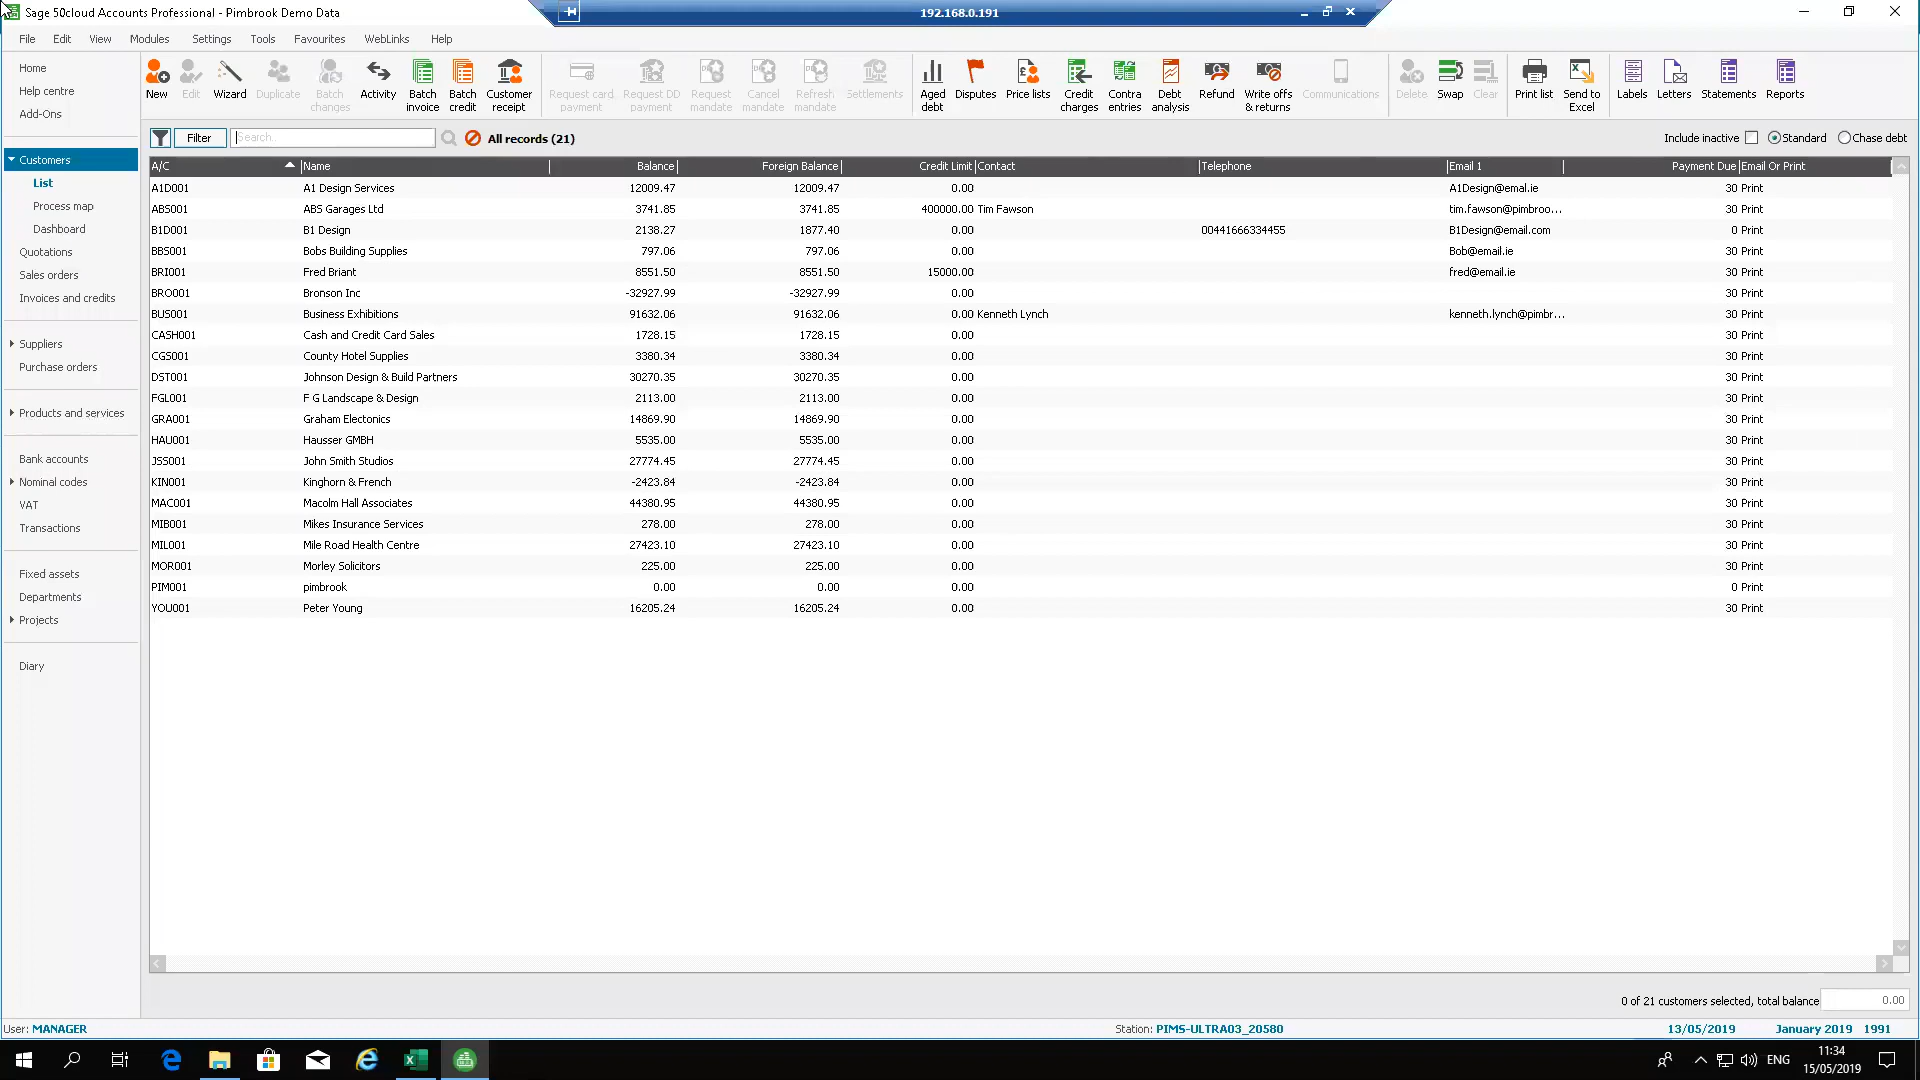 Sage 50cloud Accounts Professional - Pimbrook Demo Data
192.168.0.191
File Edit View Modules Settings Tools Favourites WebLinks Help
Home
Help centre
Add-Ons
Customers
List
Process map
Dashboard
Quotations
Sales orders
Invoices and credits
Suppliers
Purchase orders
Products and services
Bank accounts
Nominal codes
VAT
Transactions
Fixed assets
Departments
Projects
Diary
New
Edit
Wizard
Duplicate
Batch changes
Activity
Batch invoice
Batch credit
Customer receipt
Request card payment
Request DD payment
Request mandate
Cancel mandate
Refresh mandate
Settlements
Aged debt
Disputes
Price lists
Credit charges
Contra entries
Debt analysis
Refund
Write offs & returns
Communications
Delete
Swap
Clear
Print list
Send to Excel
Labels
Letters
Statements
Reports
Filter Search... All records (21) Include inactive Standard Chase debt
A/C Name Balance Foreign Balance Credit Limit Contact Telephone Email 1 Payment Due Email Or Print
A1D001 A1 Design Services 12009.47 12009.47 0.00 A1Design@emal.ie 30 Print
ABS001 ABS Garages Ltd 3741.85 3741.85 400000.00 Tim Fawson tim.fawson@pimbroo... 30 Print
B1D001 B1 Design 2138.27 1877.40 0.00 00441666334455 B1Design@email.com 0 Print
BBS001 Bobs Building Supplies 797.06 797.06 0.00 Bob@email.ie 30 Print
BRI001 Fred Briant 8551.50 8551.50 15000.00 fred@email.ie 30 Print
BRO001 Bronson Inc -32927.99 -32927.99 0.00 30 Print
BUS001 Business Exhibitions 91632.06 91632.06 0.00 Kenneth Lynch kenneth.lynch@pimbr... 30 Print
CASH001 Cash and Credit Card Sales 1728.15 1728.15 0.00 30 Print
CGS001 County Hotel Supplies 3380.34 3380.34 0.00 30 Print
DST001 Johnson Design & Build Partners 30270.35 30270.35 0.00 30 Print
FGL001 F G Landscape & Design 2113.00 2113.00 0.00 30 Print
GRA001 Graham Electonics 14869.90 14869.90 0.00 30 Print
HAU001 Hausser GMBH 5535.00 5535.00 0.00 30 Print
JSS001 John Smith Studios 27774.45 27774.45 0.00 30 Print
KIN001 Kinghorn & French -2423.84 -2423.84 0.00 30 Print
MAC001 Macolm Hall Associates 44380.95 44380.95 0.00 30 Print
MIB001 Mikes Insurance Services 278.00 278.00 0.00 30 Print
MIL001 Mile Road Health Centre 27423.10 27423.10 0.00 30 Print
MOR001 Morley Solicitors 225.00 225.00 0.00 30 Print
PIM001 pimbrook 0.00 0.00 0.00 0 Print
YOU001 Peter Young 16205.24 16205.24 0.00 30 Print
0 of 21 customers selected, total balance 0.00
User: MANAGER Station: PIMS-ULTRA03_20580 13/05/2019 January 2019 1991
ENG 11:34
15/05/2019